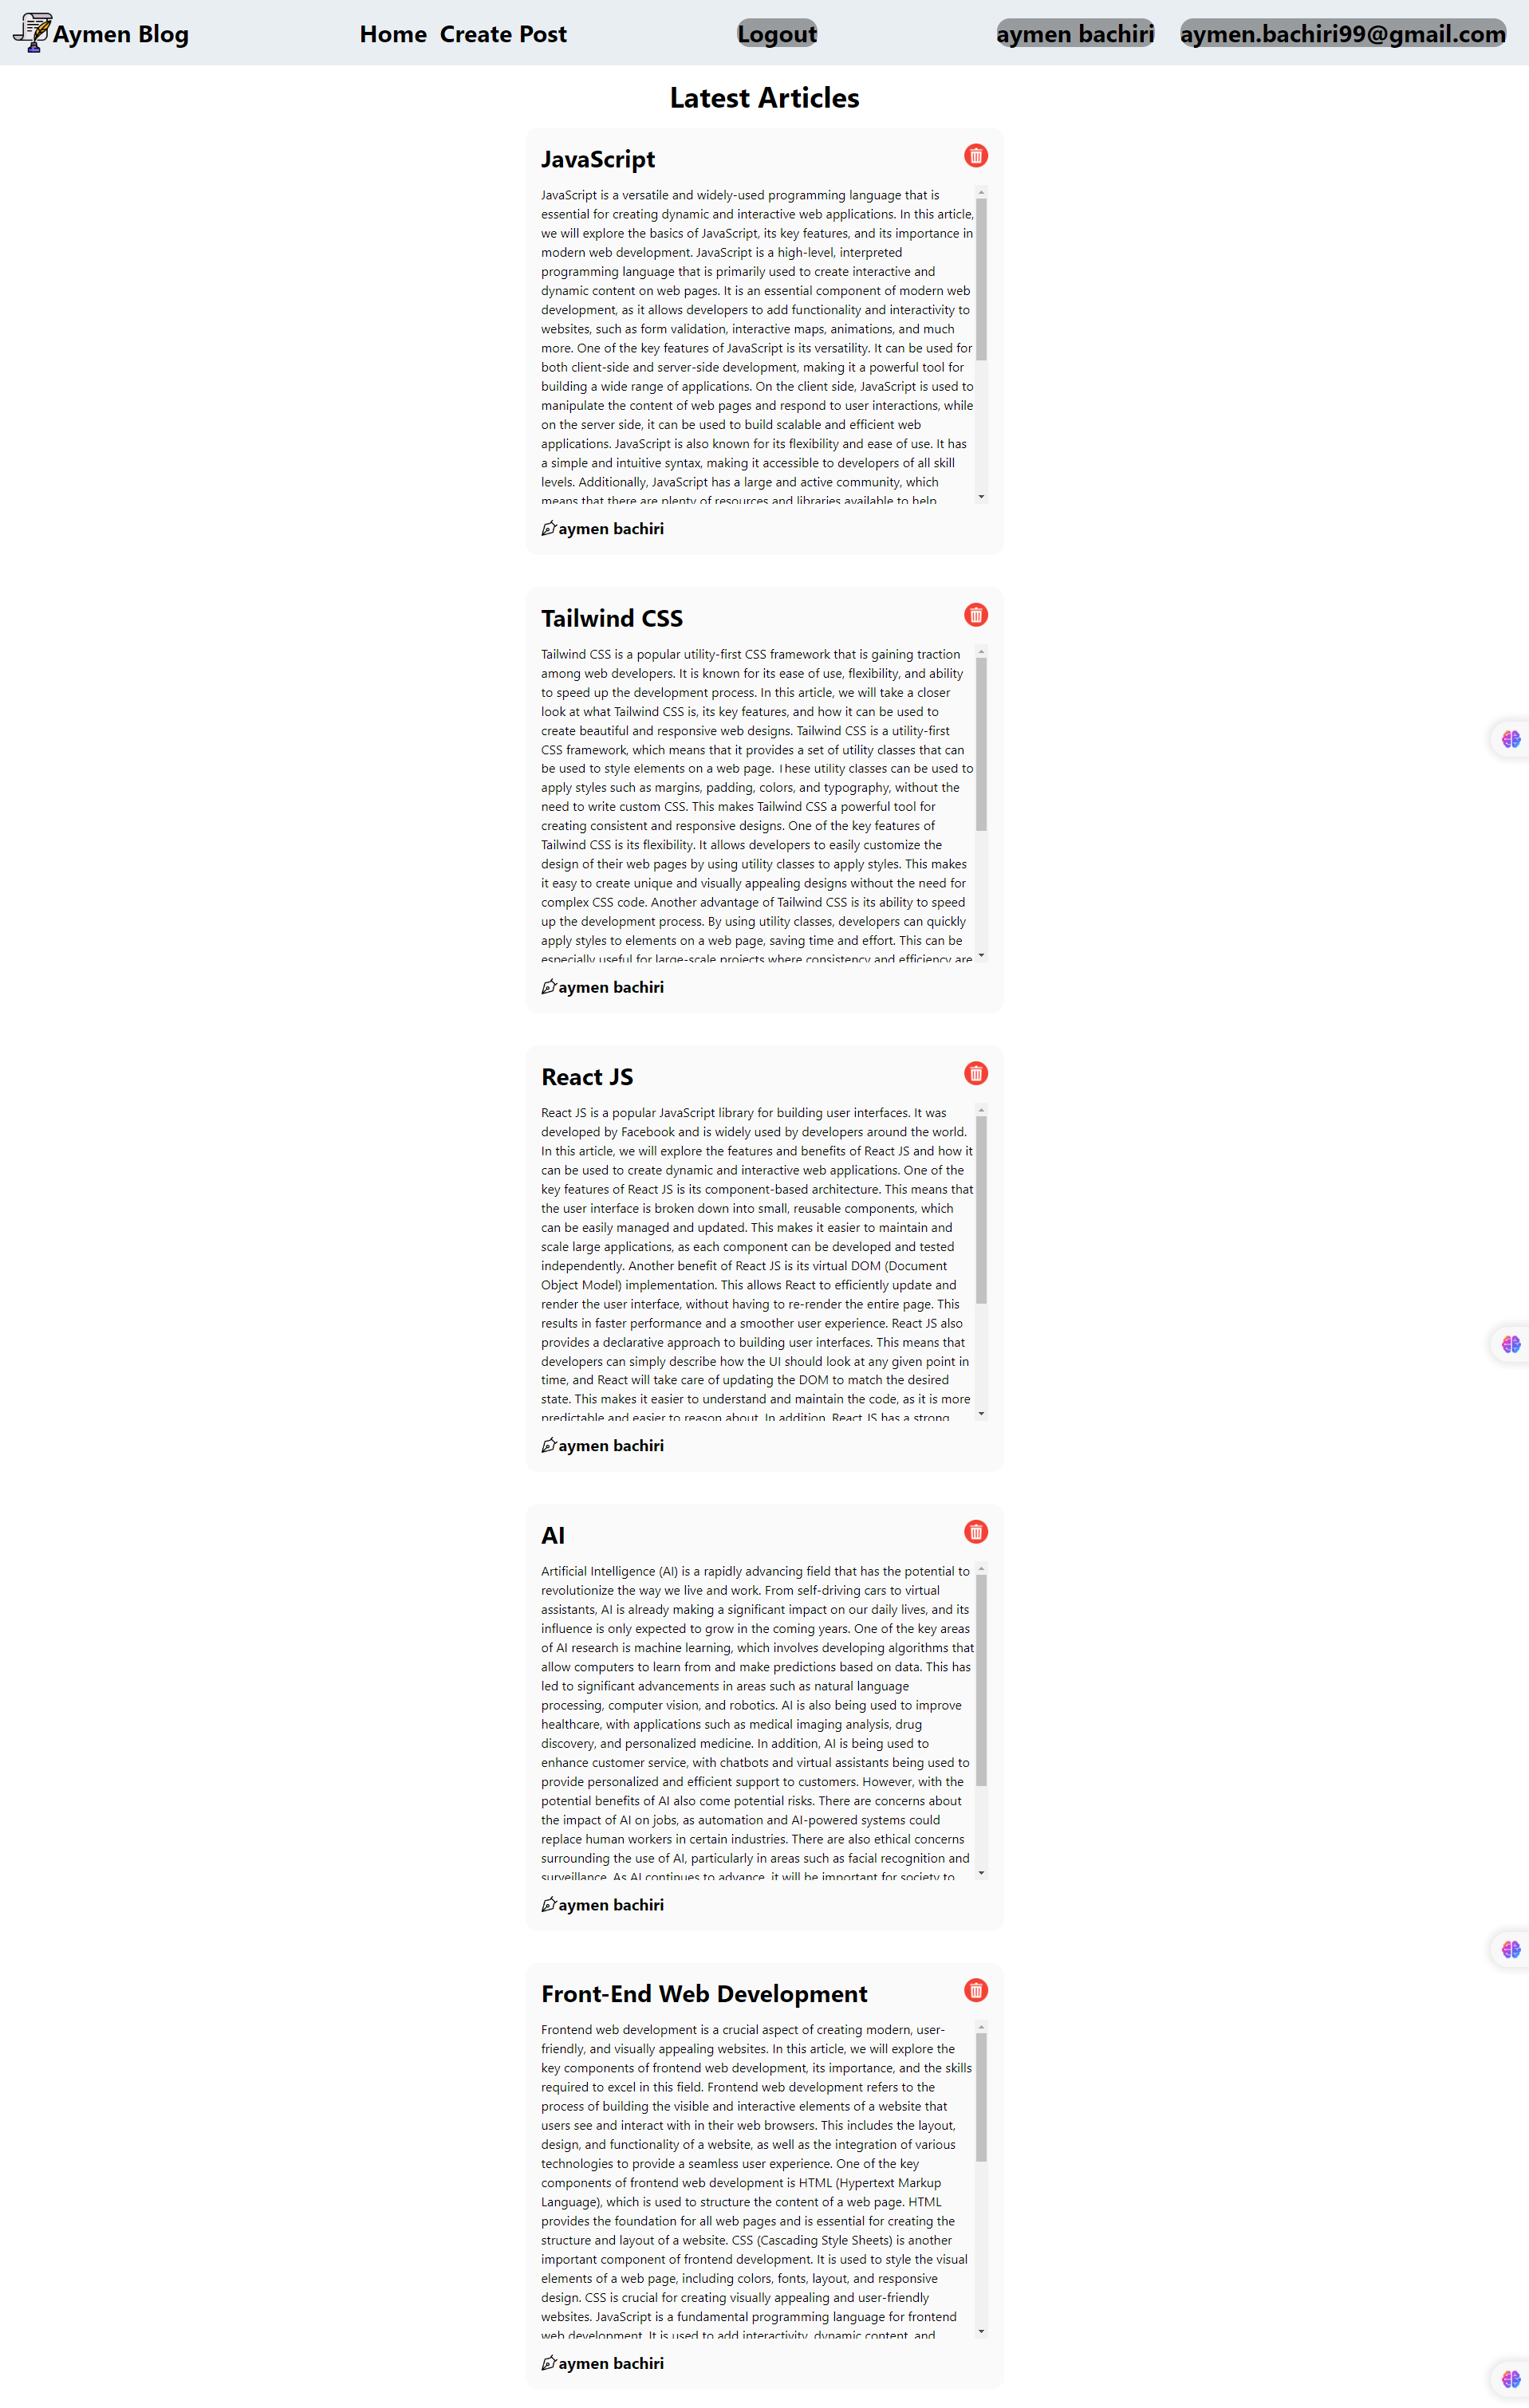 Aymen Blog
Home Create Post
Logout
aymen bachiri
aymen.bachiri99@gmail.com
Latest Articles
JavaScript
JavaScript is a versatile and widely-used programming language that is
essential for creating dynamic and interactive web applications. In this article,
we will explore the basics of JavaScript, its key features, and its importance in
modern web development. JavaScript is a high-level, interpreted
programming language that is primarily used to create interactive and
dynamic content on web pages. It is an essential component of modern web
development, as it allows developers to add functionality and interactivity to
websites, such as form validation, interactive maps, animations, and much
more. One of the key features of JavaScript is its versatility. It can be used for
both client-side and server-side development, making it a powerful tool for
building a wide range of applications. On the client side, JavaScript is used to
manipulate the content of web pages and respond to user interactions, while
on the server side, it can be used to build scalable and efficient web
applications. JavaScript is also known for its flexibility and ease of use. It has
a simple and intuitive syntax, making it accessible to developers of all skill
levels. Additionally, JavaScript has a large and active community, which
means that there are plenty of resources and libraries available to help
aymen bachiri
Tailwind CSS
Tailwind CSS is a popular utility-first CSS framework that is gaining traction
among web developers. It is known for its ease of use, flexibility, and ability
to speed up the development process. In this article, we will take a closer
look at what Tailwind CSS is, its key features, and how it can be used to
create beautiful and responsive web designs. Tailwind CSS is a utility-first
CSS framework, which means that it provides a set of utility classes that can
be used to style elements on a web page. These utility classes can be used to
apply styles such as margins, padding, colors, and typography, without the
need to write custom CSS. This makes Tailwind CSS a powerful tool for
creating consistent and responsive designs. One of the key features of
Tailwind CSS is its flexibility. It allows developers to easily customize the
design of their web pages by using utility classes to apply styles. This makes
it easy to create unique and visually appealing designs without the need for
complex CSS code. Another advantage of Tailwind CSS is its ability to speed
up the development process. By using utility classes, developers can quickly
apply styles to elements on a web page, saving time and effort. This can be
especially useful for large-scale projects where consistency and efficiency are
aymen bachiri
React JS
React JS is a popular JavaScript library for building user interfaces. It was
developed by Facebook and is widely used by developers around the world.
In this article, we will explore the features and benefits of React JS and how it
can be used to create dynamic and interactive web applications. One of the
key features of React JS is its component-based architecture. This means that
the user interface is broken down into small, reusable components, which
can be easily managed and updated. This makes it easier to maintain and
scale large applications, as each component can be developed and tested
independently. Another benefit of React JS is its virtual DOM (Document
Object Model) implementation. This allows React to efficiently update and
render the user interface, without having to re-render the entire page. This
results in faster performance and a smoother user experience. React JS also
provides a declarative approach to building user interfaces. This means that
developers can simply describe how the UI should look at any given point in
time, and React will take care of updating the DOM to match the desired
state. This makes it easier to understand and maintain the code, as it is more
predictable and easier to reason about. In addition, React JS has a strong
aymen bachiri
AI
Artificial Intelligence (AI) is a rapidly advancing field that has the potential to
revolutionize the way we live and work. From self-driving cars to virtual
assistants, AI is already making a significant impact on our daily lives, and its
influence is only expected to grow in the coming years. One of the key areas
of AI research is machine learning, which involves developing algorithms that
allow computers to learn from and make predictions based on data. This has
led to significant advancements in areas such as natural language
processing, computer vision, and robotics. AI is also being used to improve
healthcare, with applications such as medical imaging analysis, drug
discovery, and personalized medicine. In addition, AI is being used to
enhance customer service, with chatbots and virtual assistants being used to
provide personalized and efficient support to customers. However, with the
potential benefits of AI also come potential risks. There are concerns about
the impact of AI on jobs, as automation and AI-powered systems could
replace human workers in certain industries. There are also ethical concerns
surrounding the use of AI, particularly in areas such as facial recognition and
surveillance. As AI continues to advance, it will be important for society to
aymen bachiri
Front-End Web Development
Frontend web development is a crucial aspect of creating modern, user-
friendly, and visually appealing websites. In this article, we will explore the
key components of frontend web development, its importance, and the skills
required to excel in this field. Frontend web development refers to the
process of building the visible and interactive elements of a website that
users see and interact with in their web browsers. This includes the layout,
design, and functionality of a website, as well as the integration of various
technologies to provide a seamless user experience. One of the key
components of frontend web development is HTML (Hypertext Markup
Language), which is used to structure the content of a web page. HTML
provides the foundation for all web pages and is essential for creating the
structure and layout of a website. CSS (Cascading Style Sheets) is another
important component of frontend development. It is used to style the visual
elements of a web page, including colors, fonts, layout, and responsive
design. CSS is crucial for creating visually appealing and user-friendly
websites. JavaScript is a fundamental programming language for frontend
web development. It is used to add interactivity, dynamic content, and
aymen bachiri